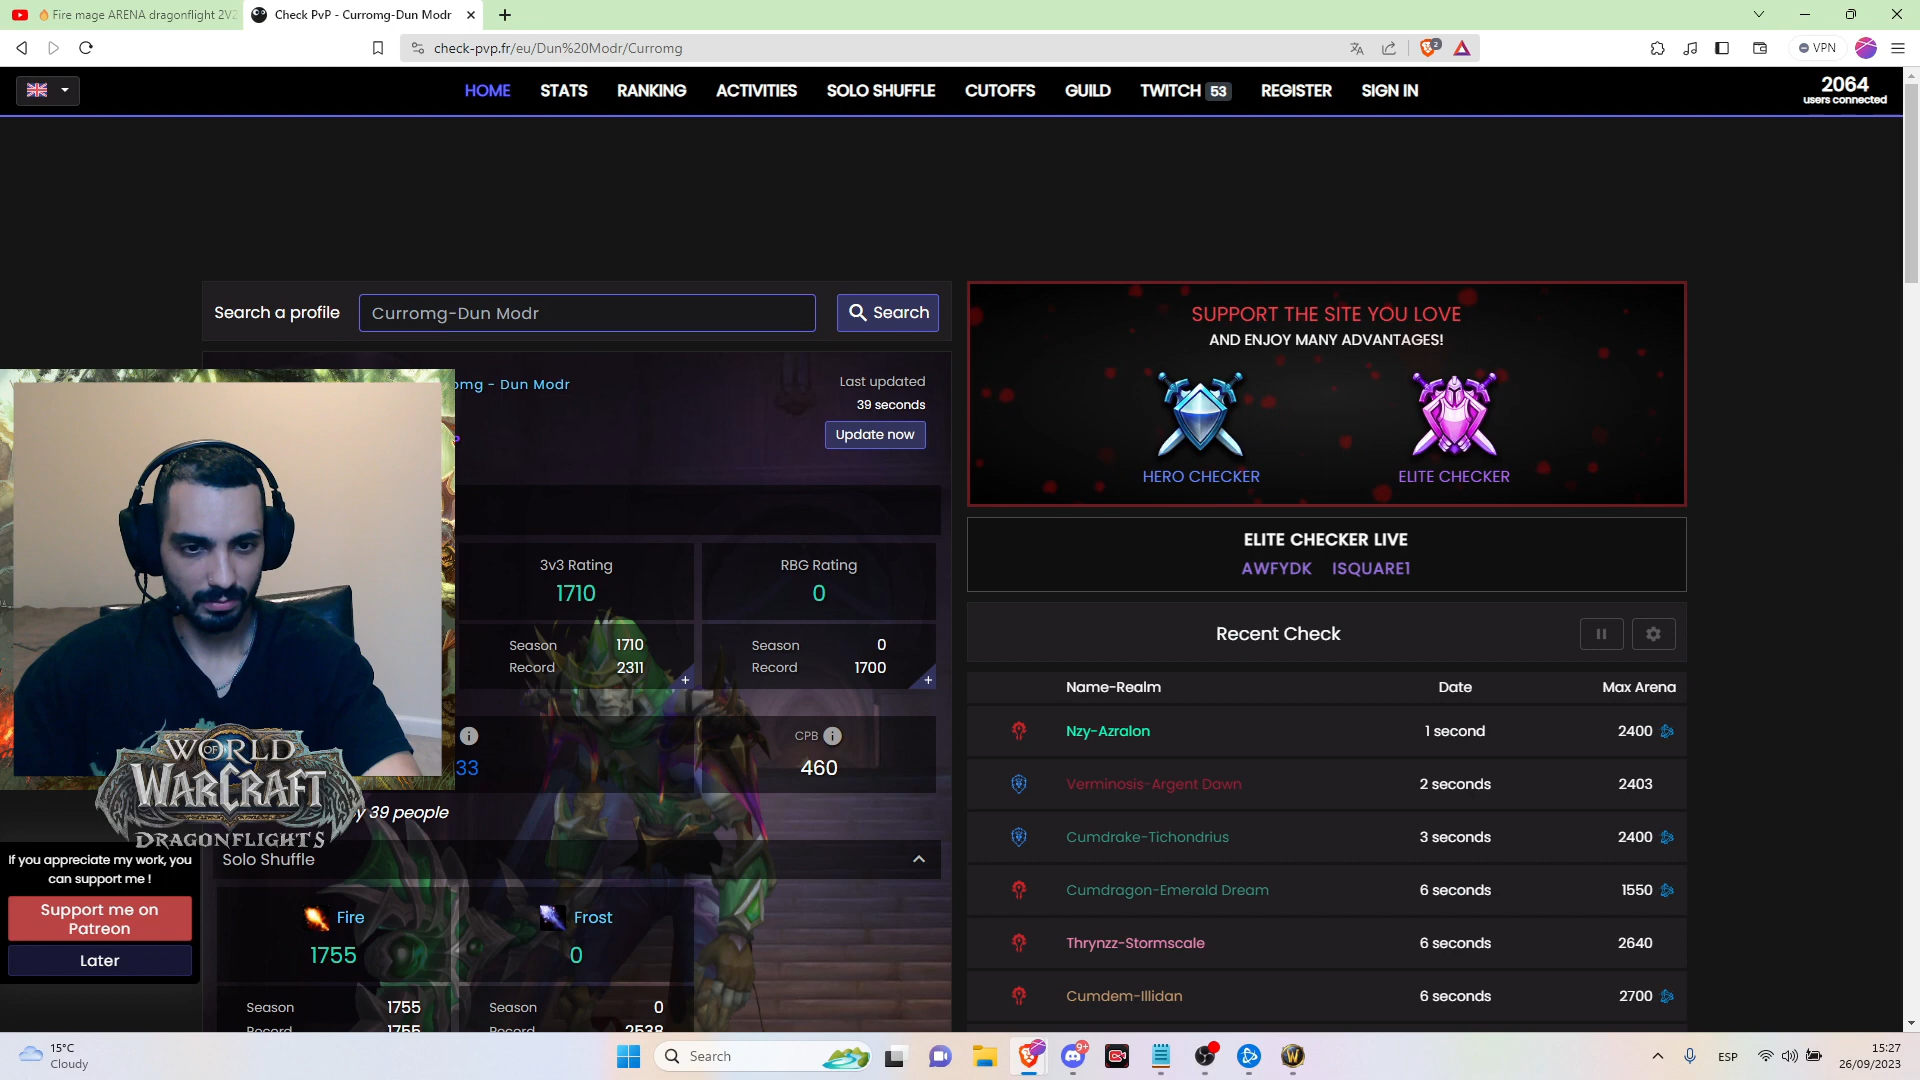 Fire mage ARENA dragonflight 2V2
Check PvP - Curromg-Dun Modr
check-pvp.fr/eu/Dun%20Modr/Curromg
2
VPN
HOME
STATS
RANKING
ACTIVITIES
SOLO SHUFFLE
CUTOFFS
GUILD
TWITCH 53
REGISTER
SIGN IN
2064
users connected
Search a profile
Curromg-Dun Modr
Search
omg - Dun Modr
Last updated
39 seconds
Update now
3v3 Rating
1710
Season 1710
Record 2311
+
RBG Rating
0
Season 0
Record 1700
+
33
CPB
460
y 39 people
Solo Shuffle
Fire
1755
Season 1755
Record 1755
Frost
0
Season 0
Record 2538
WORLD
OF
WARCRAFT
DRAGONFLIGHTS
If you appreciate my work, you
can support me !
Support me on
Patreon
Later
SUPPORT THE SITE YOU LOVE
AND ENJOY MANY ADVANTAGES!
HERO CHECKER
ELITE CHECKER
ELITE CHECKER LIVE
AWFYDK ISQUARE1
Recent Check
Name-Realm Date Max Arena
Nzy-Azralon 1 second 2400
Verminosis-Argent Dawn 2 seconds 2403
Cumdrake-Tichondrius 3 seconds 2400
Cumdragon-Emerald Dream 6 seconds 1550
Thrynzz-Stormscale 6 seconds 2640
Cumdem-Illidan 6 seconds 2700
15°C
Cloudy
Search
9+
ESP
15:27
26/09/2023